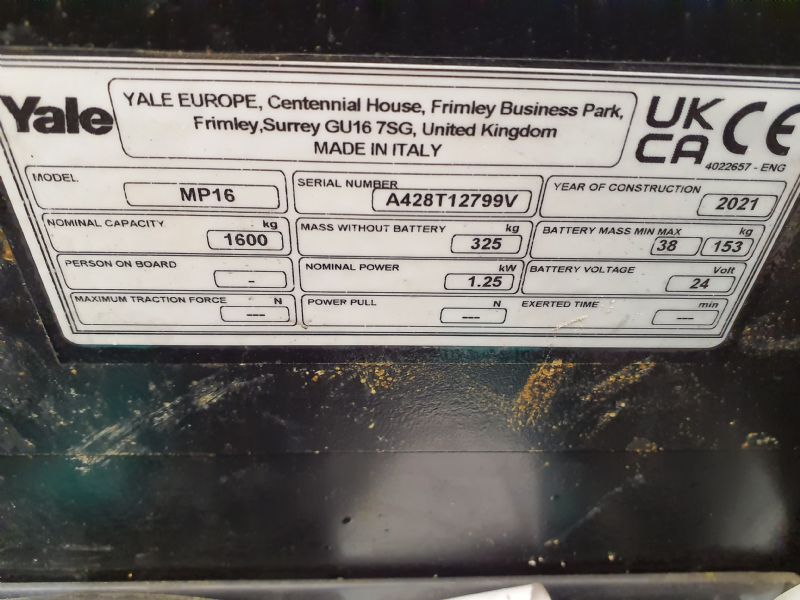 Yale
YALE EUROPE, Centennial House, Frimley Business Park,
Frimley,Surrey GU16 7SG, United Kingdom
MADE IN ITALY
UK
CA
CE
4022657 - ENG
MODEL MP16
SERIAL NUMBER A428T12799V
YEAR OF CONSTRUCTION 2021
NOMINAL CAPACITY kg 1600
MASS WITHOUT BATTERY kg 325
BATTERY MASS MIN MAX kg 38 153
PERSON ON BOARD -
NOMINAL POWER kW 1.25
BATTERY VOLTAGE Volt 24
MAXIMUM TRACTION FORCE N ---
POWER PULL N --- EXERTED TIME min ---